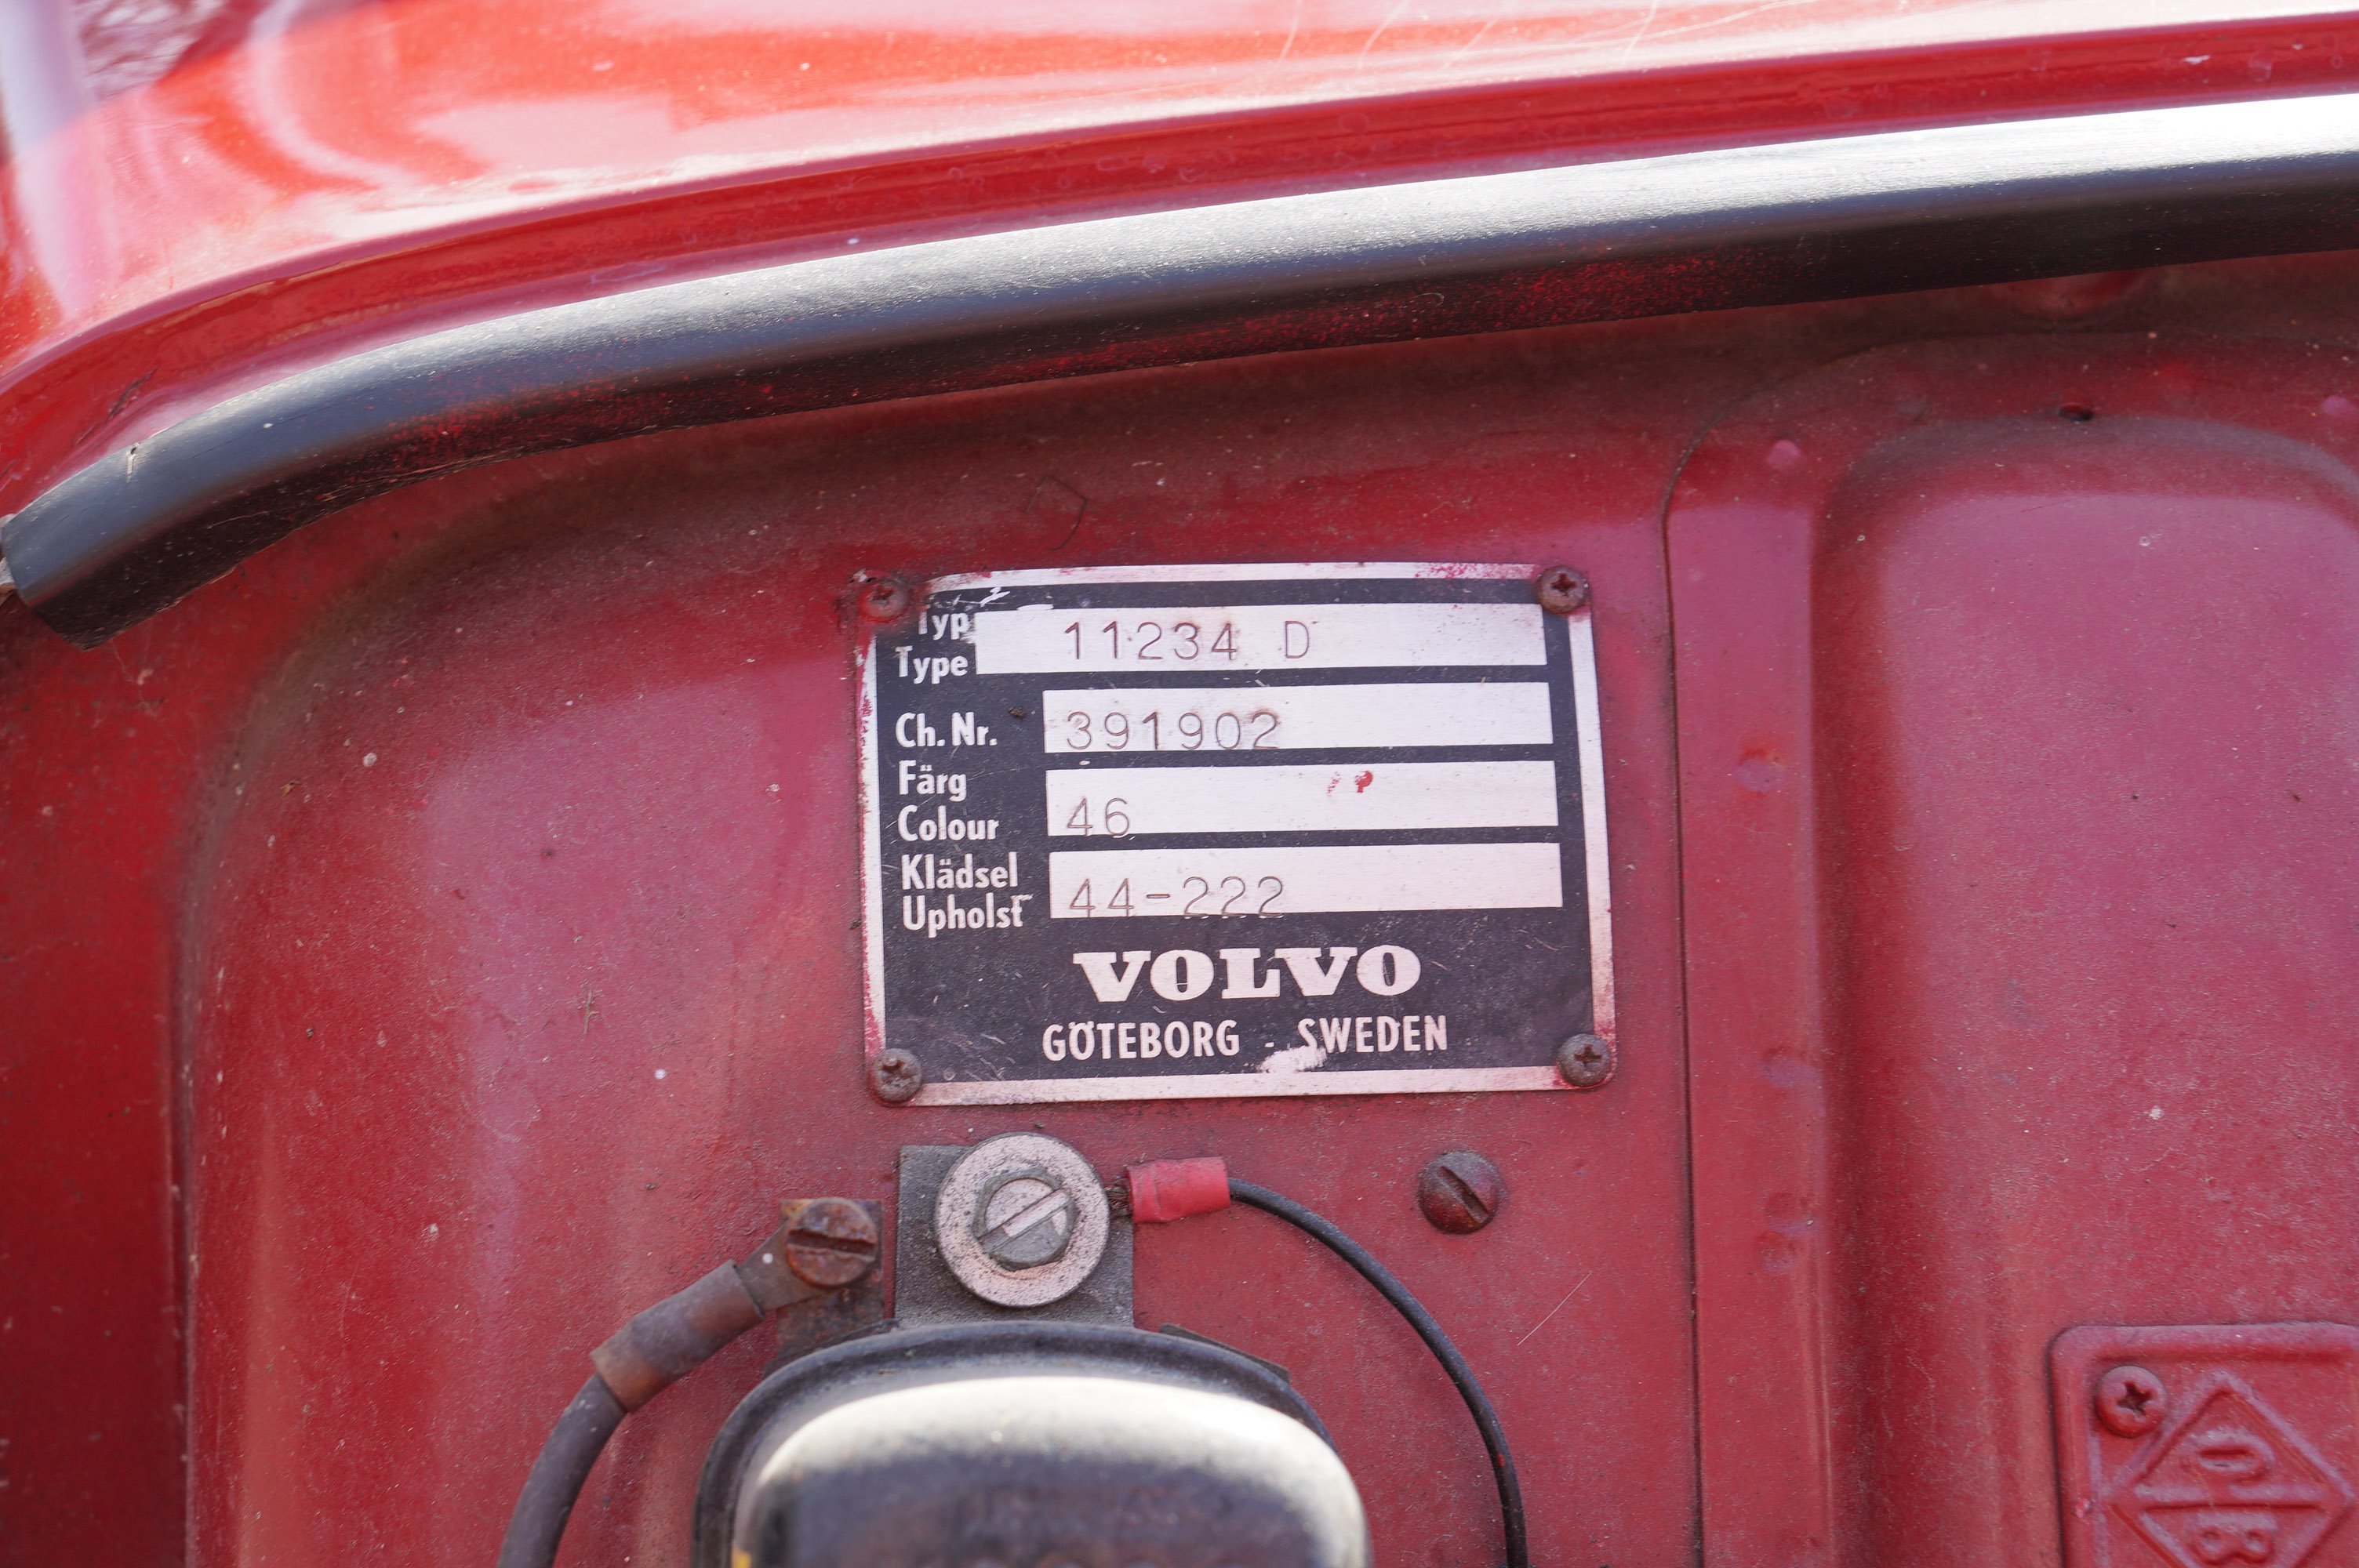 Typ
Type 11234 D
Ch. Nr. 391902
Färg
Colour 46
Klädsel
Upholst 44-222
VOLVO
GÖTEBORG - SWEDEN